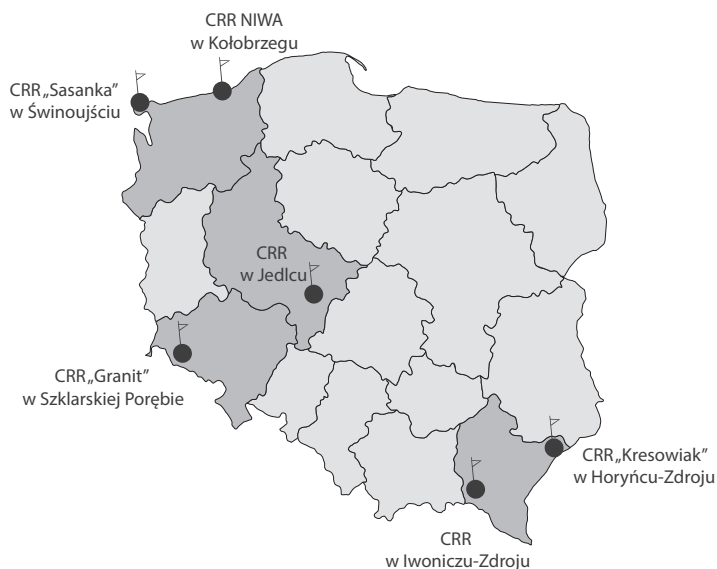 CRR NIWA
w Kołobrzegu
CRR „Sasanka”
w Świnoujściu
CRR
w Jedlcu
CRR „Granit”
w Szklarskiej Porębie
CRR „Kresowiak”
w Horyńcu-Zdroju
CRR
w Iwoniczu-Zdroju